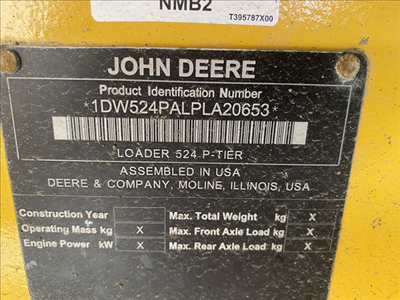 NMB2
T395787X00
JOHN DEERE
Product Identification Number
*1DW524PALPLA20653*
LOADER 524 P-TIER
ASSEMBLED IN USA
DEERE & COMPANY, MOLINE, ILLINOIS, USA
Construction Year Max. Total Weight kg X
Operating Mass kg X Max. Front Axle Load kg X
Engine Power kW X Max. Rear Axle Load kg X